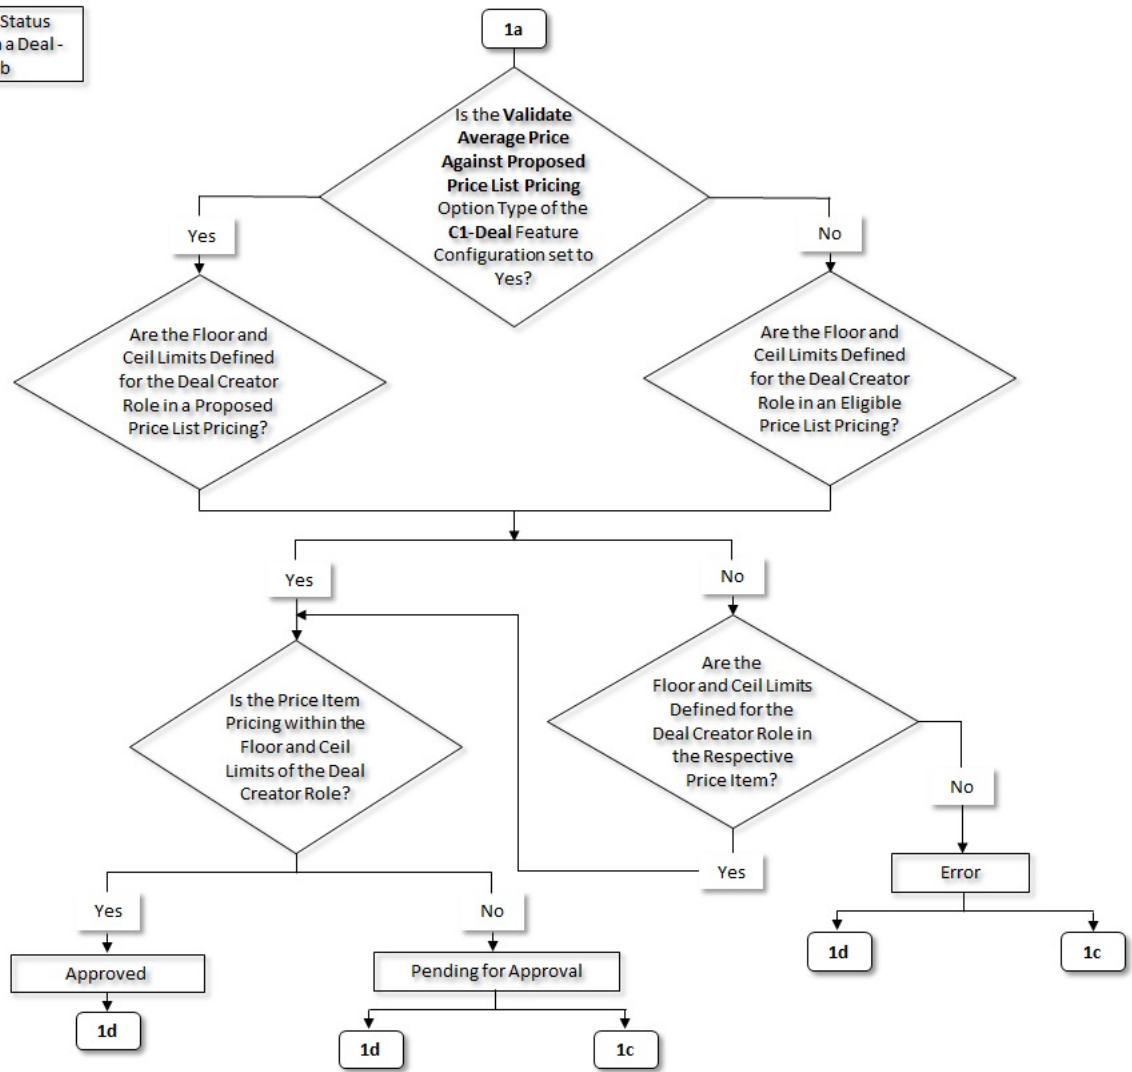 Status
a Deal -
b
1a
Is the Validate
Average Price
Against Proposed
Price List Pricing
Option Type of the
C1-Deal Feature
Configuration set to
Yes?
Yes
No
Are the Floor and
Ceil Limits Defined
for the Deal Creator
Role in a Proposed
Price List Pricing?
Are the Floor and
Ceil Limits Defined
for the Deal Creator
Role in an Eligible
Price List Pricing?
Yes
No
Is the Price Item
Pricing within the
Floor and Ceil
Limits of the Deal
Creator Role?
Are the
Floor and Ceil Limits
Defined for the
Deal Creator Role in
the Respective
Price Item?
No
Yes
Error
Yes
No
1d
1c
Approved
Pending for Approval
1d
1d
1c